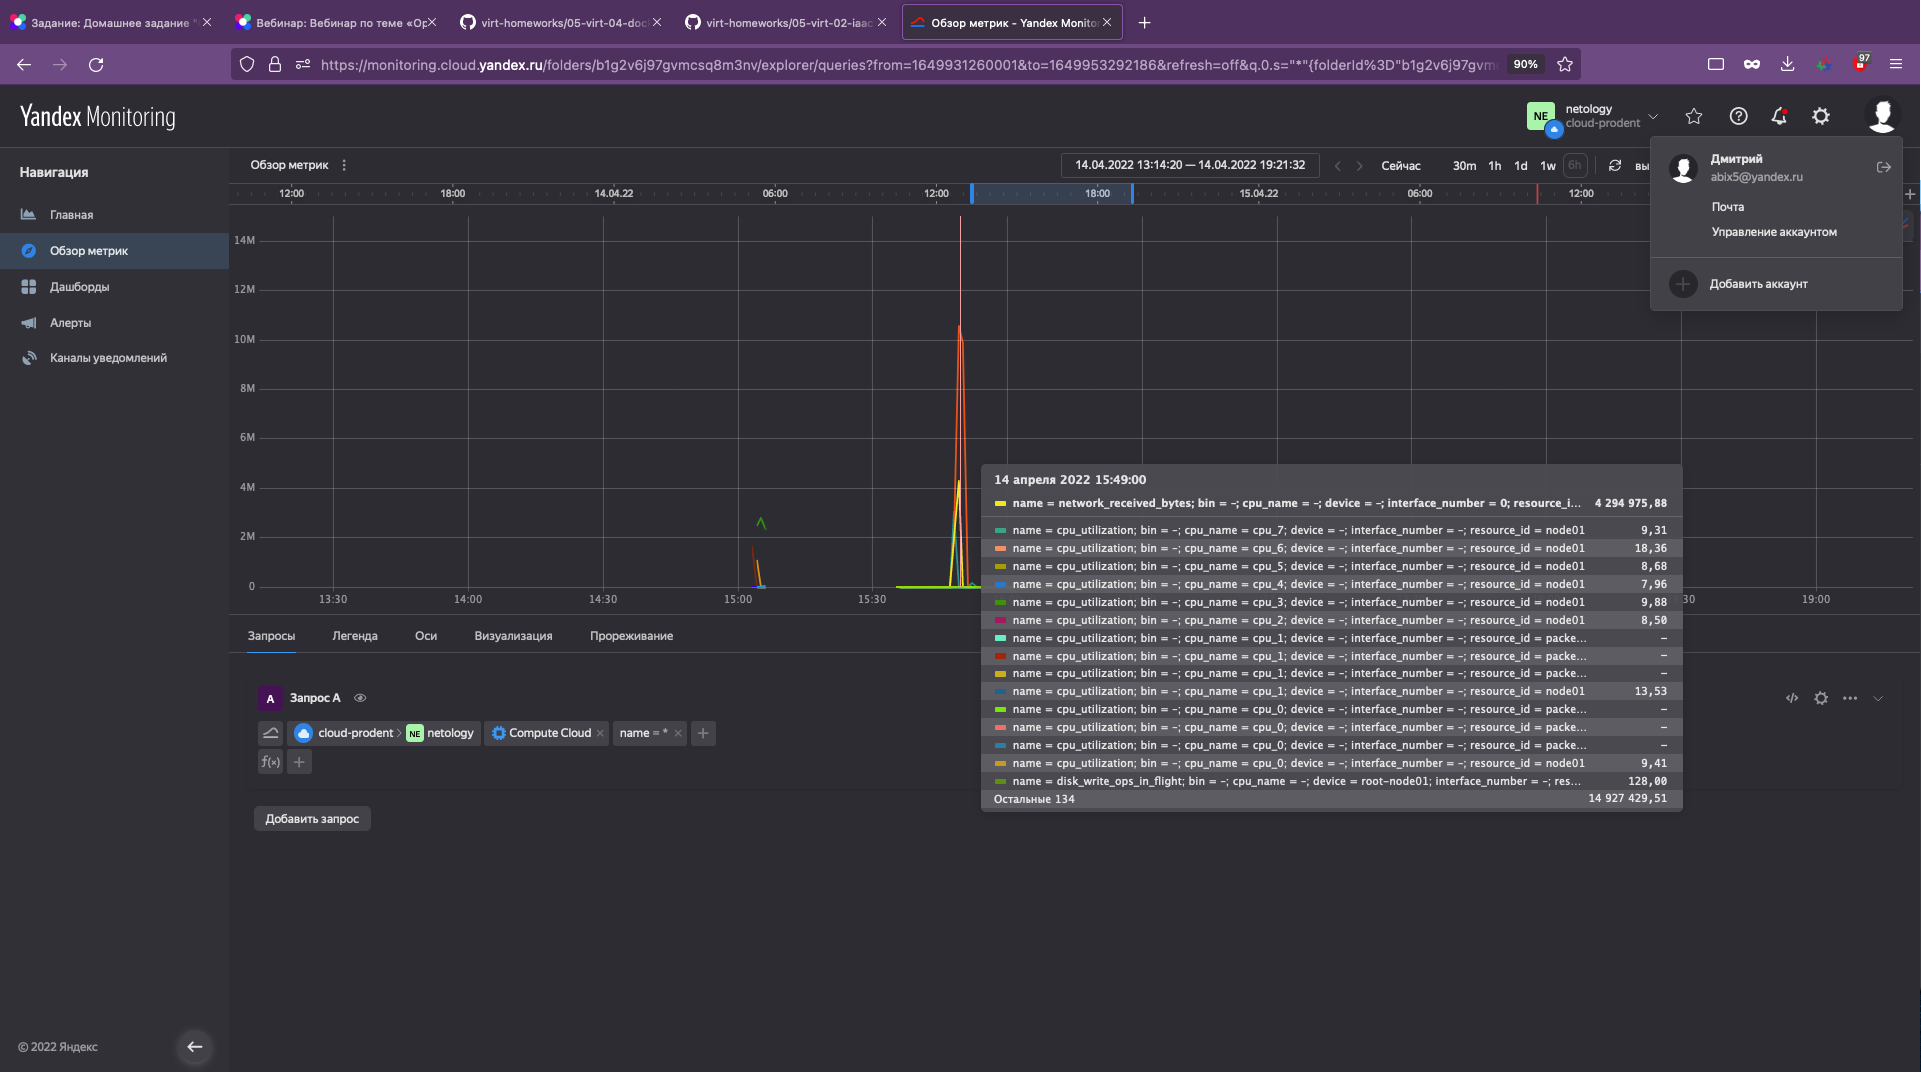 Задание: Домашнее задание "
Вебинар: Вебинар по теме «Ор
virt-homeworks/05-virt-04-doc
virt-homeworks/05-virt-02-iaac
Обзор метрик - Yandex Monito
https://monitoring.cloud.yandex.ru/folders/b1g2v6j97gvmcsq8m3nv/explorer/queries?from=1649931260001&to=1649953292186&refresh=off&q.0.s="*"{folderId%3D"b1g2v6j97gvm
90%
97
Yandex Monitoring
NE
netology
cloud-prodent
Навигация
Главная
Обзор метрик
Дашборды
Алерты
Каналы уведомлений
Обзор метрик
14.04.2022 13:14:20 — 14.04.2022 19:21:32
Сейчас
30m 1h 1d 1w 6h
вы
Дмитрий
abix5@yandex.ru
Почта
Управление аккаунтом
Добавить аккаунт
12:00 18:00 14.04.22 06:00 12:00 18:00 15.04.22 06:00 12:00
14M
12M
10M
8M
6M
4M
2M
0
13:30 14:00 14:30 15:00 15:30 30 19:00
14 апреля 2022 15:49:00
name = network_received_bytes; bin = –; cpu_name = –; device = –; interface_number = 0; resource_i... 4 294 975,88
name = cpu_utilization; bin = –; cpu_name = cpu_7; device = –; interface_number = –; resource_id = node01 9,31
name = cpu_utilization; bin = –; cpu_name = cpu_6; device = –; interface_number = –; resource_id = node01 18,36
name = cpu_utilization; bin = –; cpu_name = cpu_5; device = –; interface_number = –; resource_id = node01 8,68
name = cpu_utilization; bin = –; cpu_name = cpu_4; device = –; interface_number = –; resource_id = node01 7,96
name = cpu_utilization; bin = –; cpu_name = cpu_3; device = –; interface_number = –; resource_id = node01 9,88
name = cpu_utilization; bin = –; cpu_name = cpu_2; device = –; interface_number = –; resource_id = node01 8,50
name = cpu_utilization; bin = –; cpu_name = cpu_1; device = –; interface_number = –; resource_id = packe... –
name = cpu_utilization; bin = –; cpu_name = cpu_1; device = –; interface_number = –; resource_id = packe... –
name = cpu_utilization; bin = –; cpu_name = cpu_1; device = –; interface_number = –; resource_id = packe... –
name = cpu_utilization; bin = –; cpu_name = cpu_1; device = –; interface_number = –; resource_id = node01 13,53
name = cpu_utilization; bin = –; cpu_name = cpu_0; device = –; interface_number = –; resource_id = packe... –
name = cpu_utilization; bin = –; cpu_name = cpu_0; device = –; interface_number = –; resource_id = packe... –
name = cpu_utilization; bin = –; cpu_name = cpu_0; device = –; interface_number = –; resource_id = packe... –
name = cpu_utilization; bin = –; cpu_name = cpu_0; device = –; interface_number = –; resource_id = node01 9,41
name = disk_write_ops_in_flight; bin = –; cpu_name = –; device = root-node01; interface_number = –; res... 128,00
Остальные 134 14 927 429,51
Запросы Легенда Оси Визуализация Прореживание
A Запрос A
cloud-prodent > NE netology Compute Cloud × name = * × +
f(x) +
Добавить запрос
© 2022 Яндекс